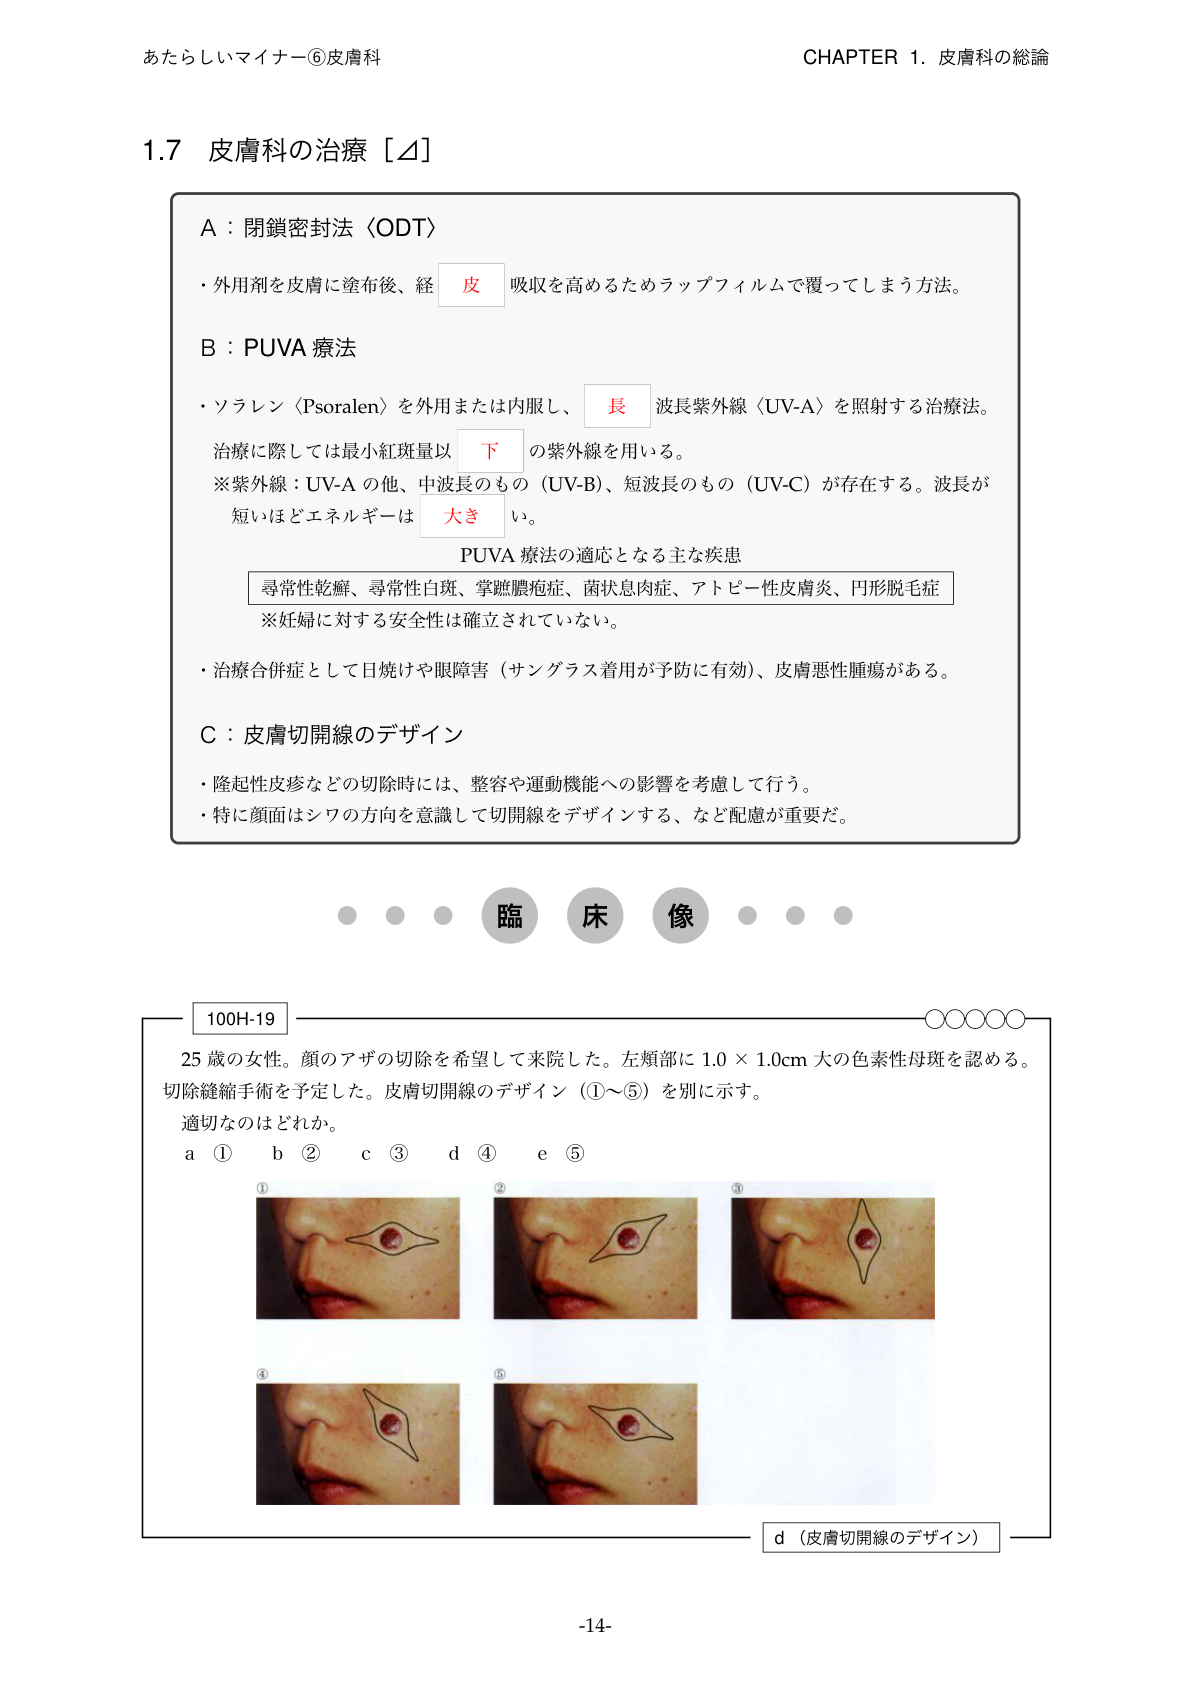 あたらしいマイナー⑥皮膚科
CHAPTER 1. 皮膚科の総論
1.7 皮膚科の治療［⊿］
A：閉鎖密封法〈ODT〉
・外用剤を皮膚に塗布後、経 皮 吸収を高めるためラップフィルムで覆ってしまう方法。
B：PUVA 療法
・ソラレン〈Psoralen〉を外用または内服し、 長 波長紫外線〈UV-A〉を照射する治療法。
治療に際しては最小紅斑量以 下 の紫外線を用いる。
※紫外線：UV-A の他、中波長のもの（UV-B）、短波長のもの（UV-C）が存在する。波長が
短いほどエネルギーは 大き い。
PUVA 療法の適応となる主な疾患
尋常性乾癬、尋常性白斑、掌蹠膿疱症、菌状息肉症、アトピー性皮膚炎、円形脱毛症
※妊婦に対する安全性は確立されていない。
・治療合併症として日焼けや眼障害（サングラス着用が予防に有効）、皮膚悪性腫瘍がある。
C：皮膚切開線のデザイン
・隆起性皮疹などの切除時には、整容や運動機能への影響を考慮して行う。
・特に顔面はシワの方向を意識して切開線をデザインする、など配慮が重要だ。
臨 床 像
100H-19
25 歳の女性。顔のアザの切除を希望して来院した。左頬部に 1.0 × 1.0cm 大の色素性母斑を認める。
切除縫縮手術を予定した。皮膚切開線のデザイン（①〜⑤）を別に示す。
適切なのはどれか。
a ① b ② c ③ d ④ e ⑤
① ② ③
④ ⑤
d （皮膚切開線のデザイン）
-14-